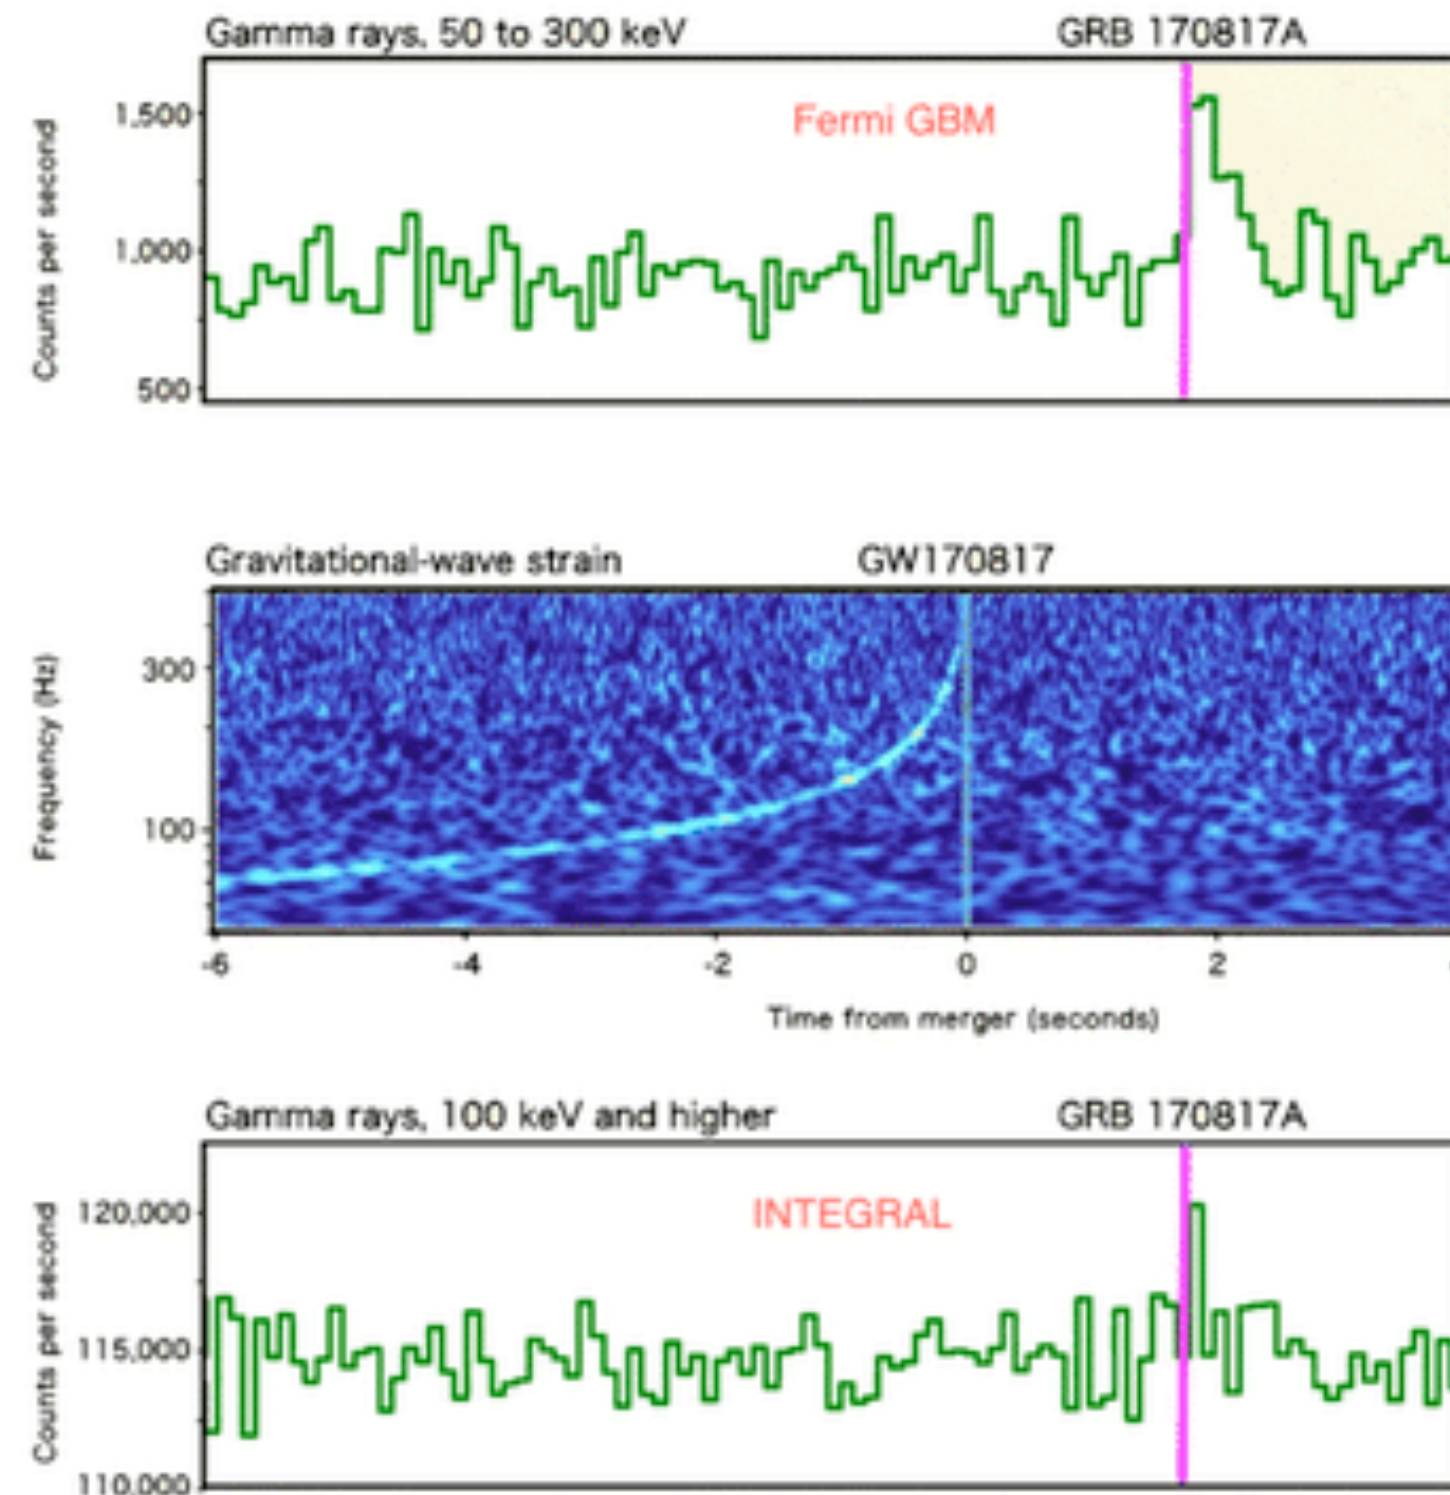 Gamma rays, 50 to 300 keV GRB 170817A
Fermi GBM
Counts per second
1,500
1,000
500
Gravitational-wave strain GW170817
Frequency (Hz)
300
100
-6 -4 -2 0 2
Time from merger (seconds)
Gamma rays, 100 keV and higher GRB 170817A
INTEGRAL
Counts per second
120,000
115,000
110,000